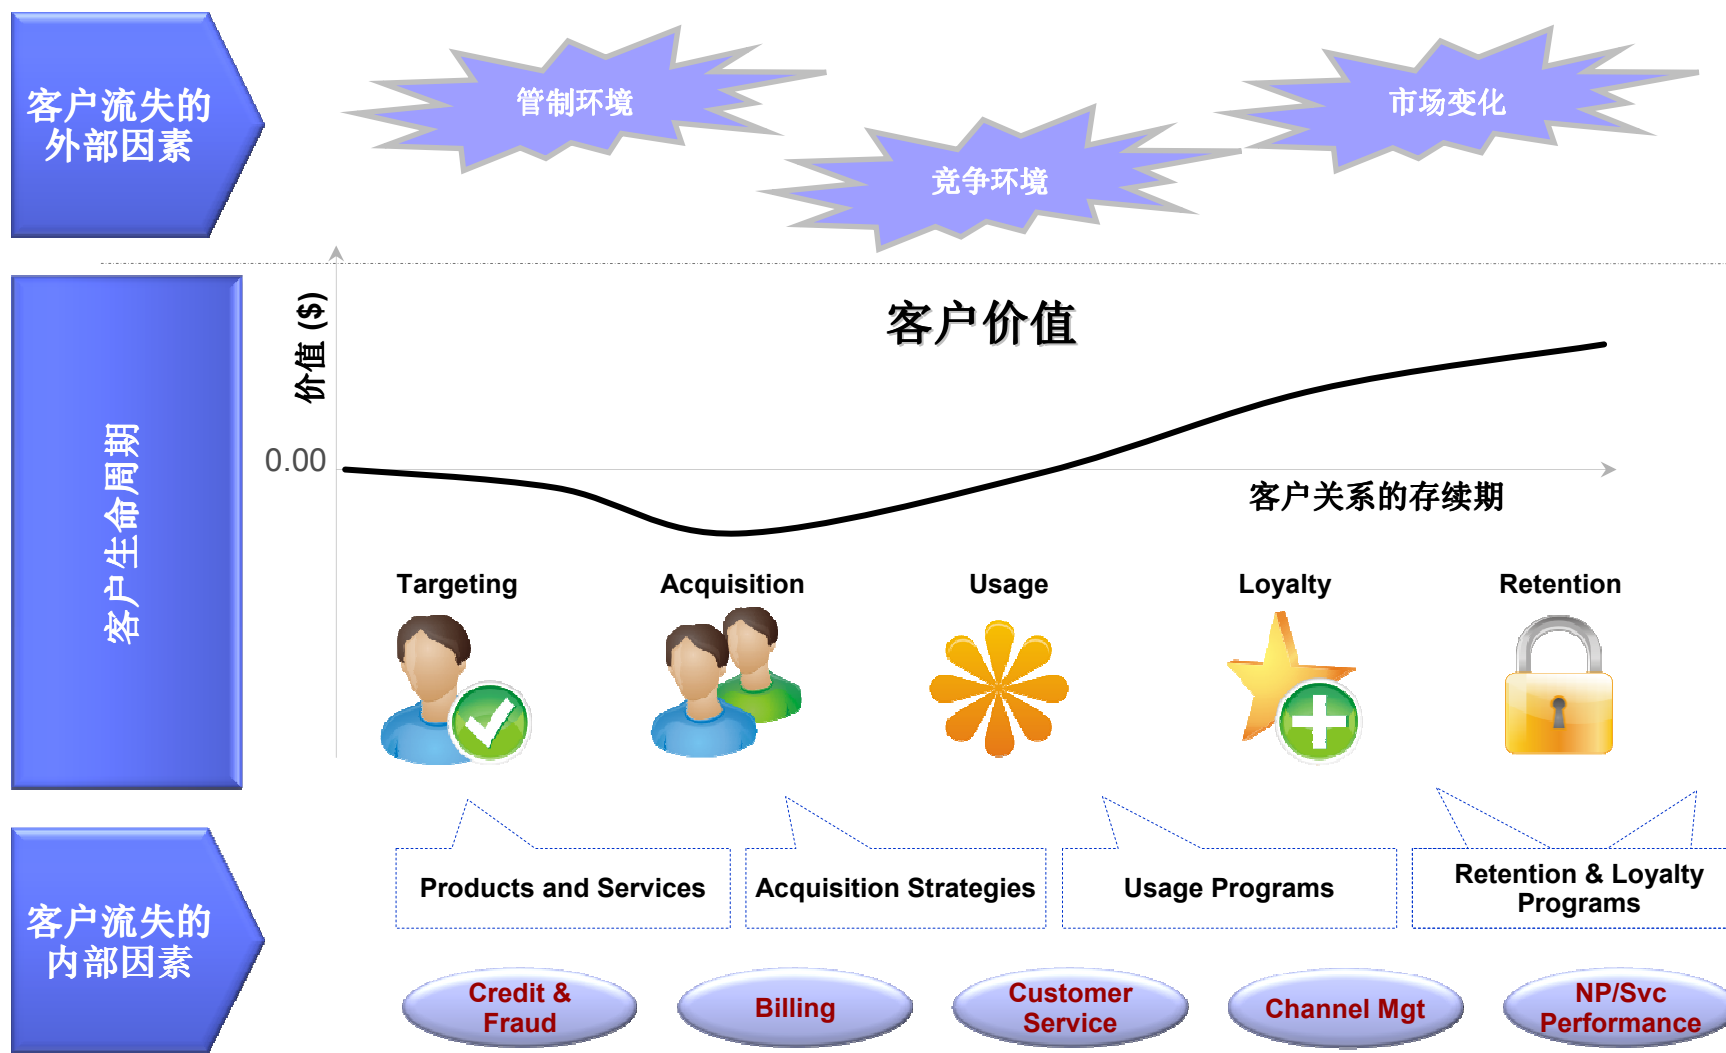 客户流失的
外部因素
管制环境
竞争环境
市场变化
客户生命周期
价值 ($)
客户价值
0.00
客户关系的存续期
Targeting
Acquisition
Usage
Loyalty
Retention
客户流失的
内部因素
Products and Services
Acquisition Strategies
Usage Programs
Retention & Loyalty
Programs
Credit &
Fraud
Billing
Customer
Service
Channel Mgt
NP/Svc
Performance